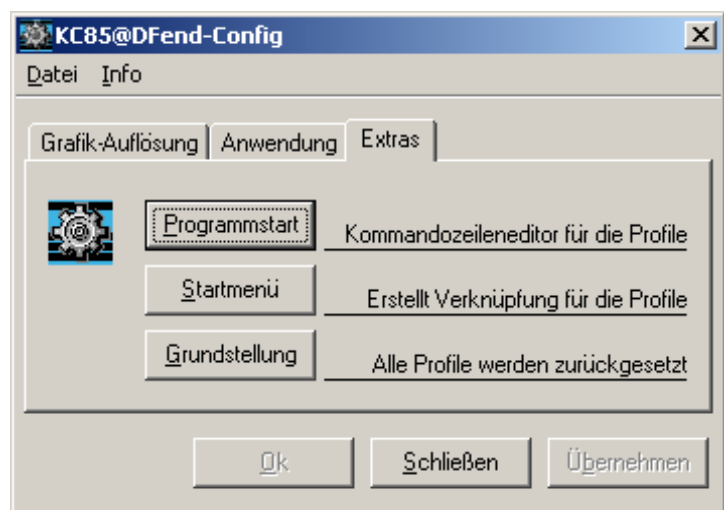 KC85@DFend-Config
Datei Info
Grafik-Auflösung Anwendung Extras
Programmstart Kommandozeileneditor für die Profile
Startmenü Erstellt Verknüpfung für die Profile
Grundstellung Alle Profile werden zurückgesetzt
Ok Schließen Übernehmen